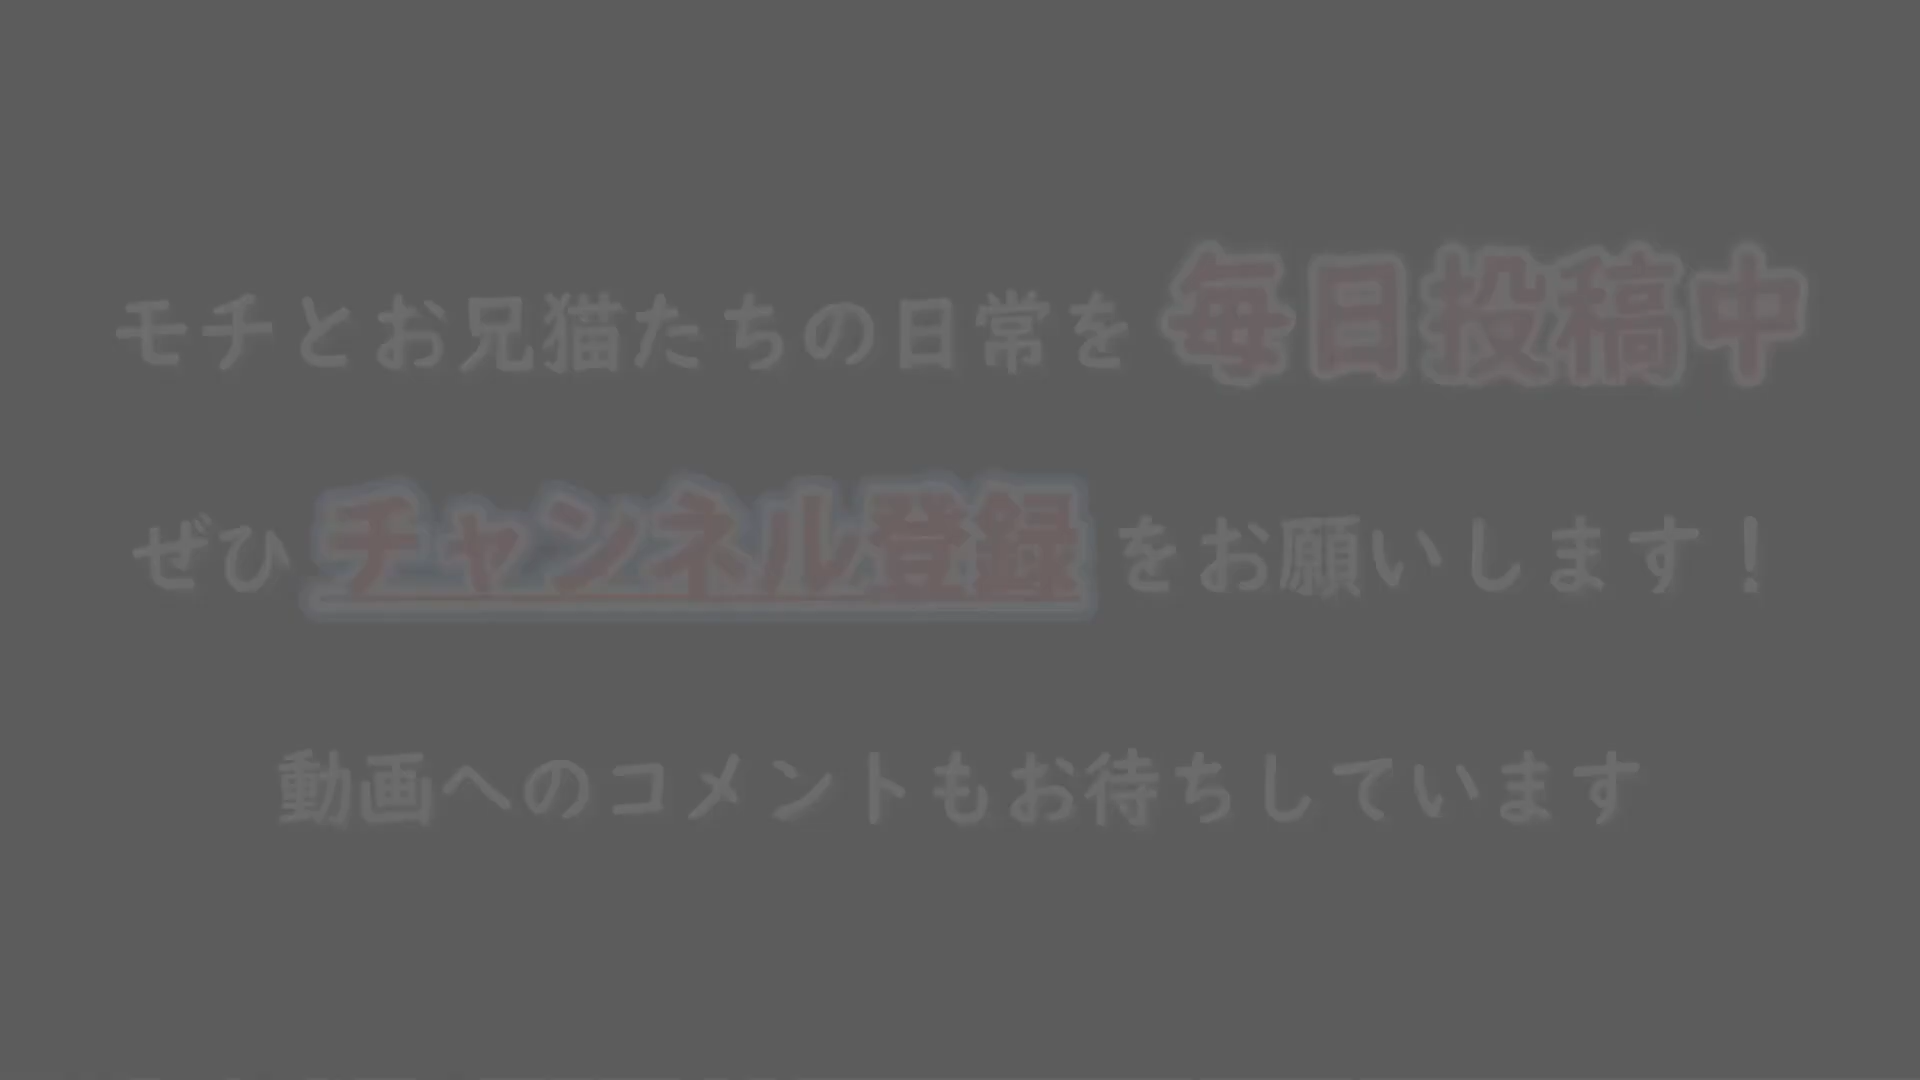 モチとお兄猫たちの日常を毎日投稿中
ぜひチャンネル登録をお願いします！
動画へのコメントもお待ちしています